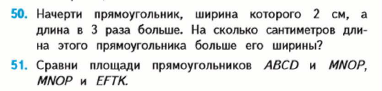 50. Начерти прямоугольник, ширина которого 2 см, а
длина в 3 раза больше. На сколько сантиметров дли-
на этого прямоугольника больше его ширины?
51. Сравни площади прямоугольников ABCD и MNOP,
MNOP и EFTK.